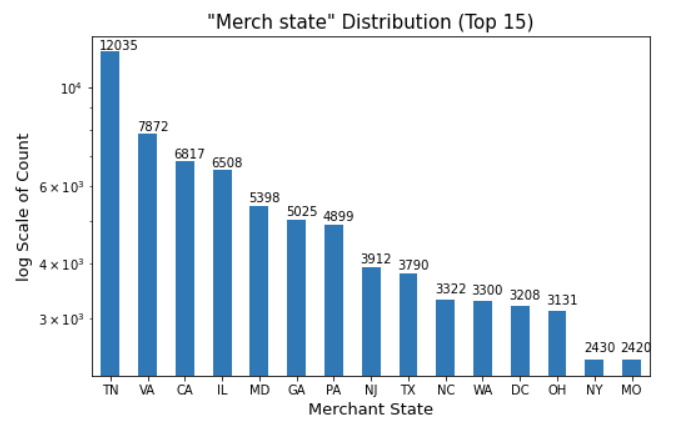 "Merch state" Distribution (Top 15)
12035
7872
6817
6508
5398
5025
4899
3912
3790
3322
3300
3208
3131
2430
2420
10⁴
6 × 10³
4 × 10³
3 × 10³
log Scale of Count
TN VA CA IL MD GA PA NJ TX NC WA DC OH NY MO
Merchant State